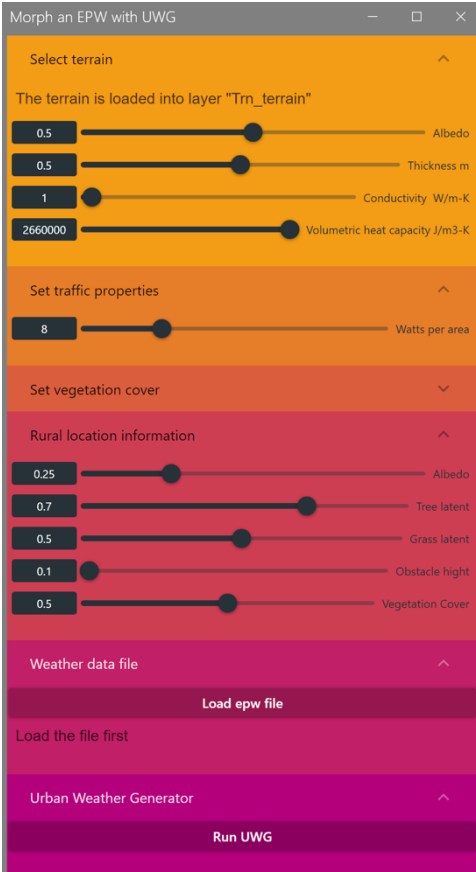 Morph an EPW with UWG
Select terrain
The terrain is loaded into layer "Trn_terrain"
0.5 Albedo
0.5 Thickness m
1 Conductivity W/m-K
2660000 Volumetric heat capacity J/m3-K
Set traffic properties
8 Watts per area
Set vegetation cover
Rural location information
0.25 Albedo
0.7 Tree latent
0.5 Grass latent
0.1 Obstacle hight
0.5 Vegetation Cover
Weather data file
Load epw file
Load the file first
Urban Weather Generator
Run UWG